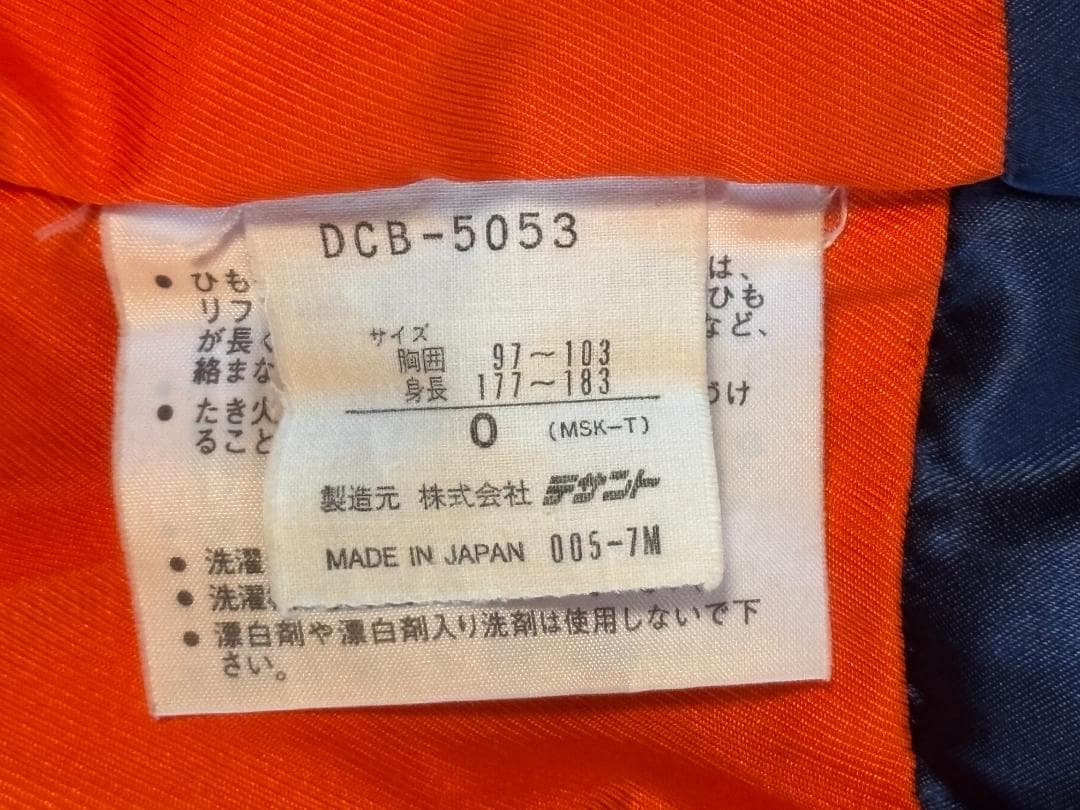 DCB-5053
サイズ
胸囲 97~103
身長 177~183
O (MSK-T)
製造元 株式会社 デサント
MADE IN JAPAN 005-7M
● ひも
は、
リフ
ひも
が長く
など、
絡まな
● たき火
うけ
ること
● 洗濯
● 洗濯
● 漂白剤や漂白剤入り洗剤は使用しないで下
さい。